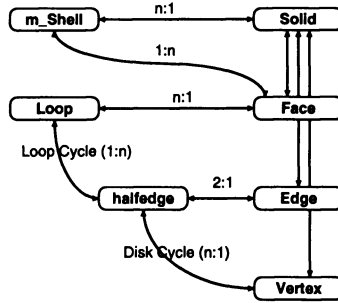 n:1
m_Shell
Solid
1:n
n:1
Loop
Face
Loop Cycle (1:n)
2:1
halfedge
Edge
Disk Cycle (n:1)
Vertex